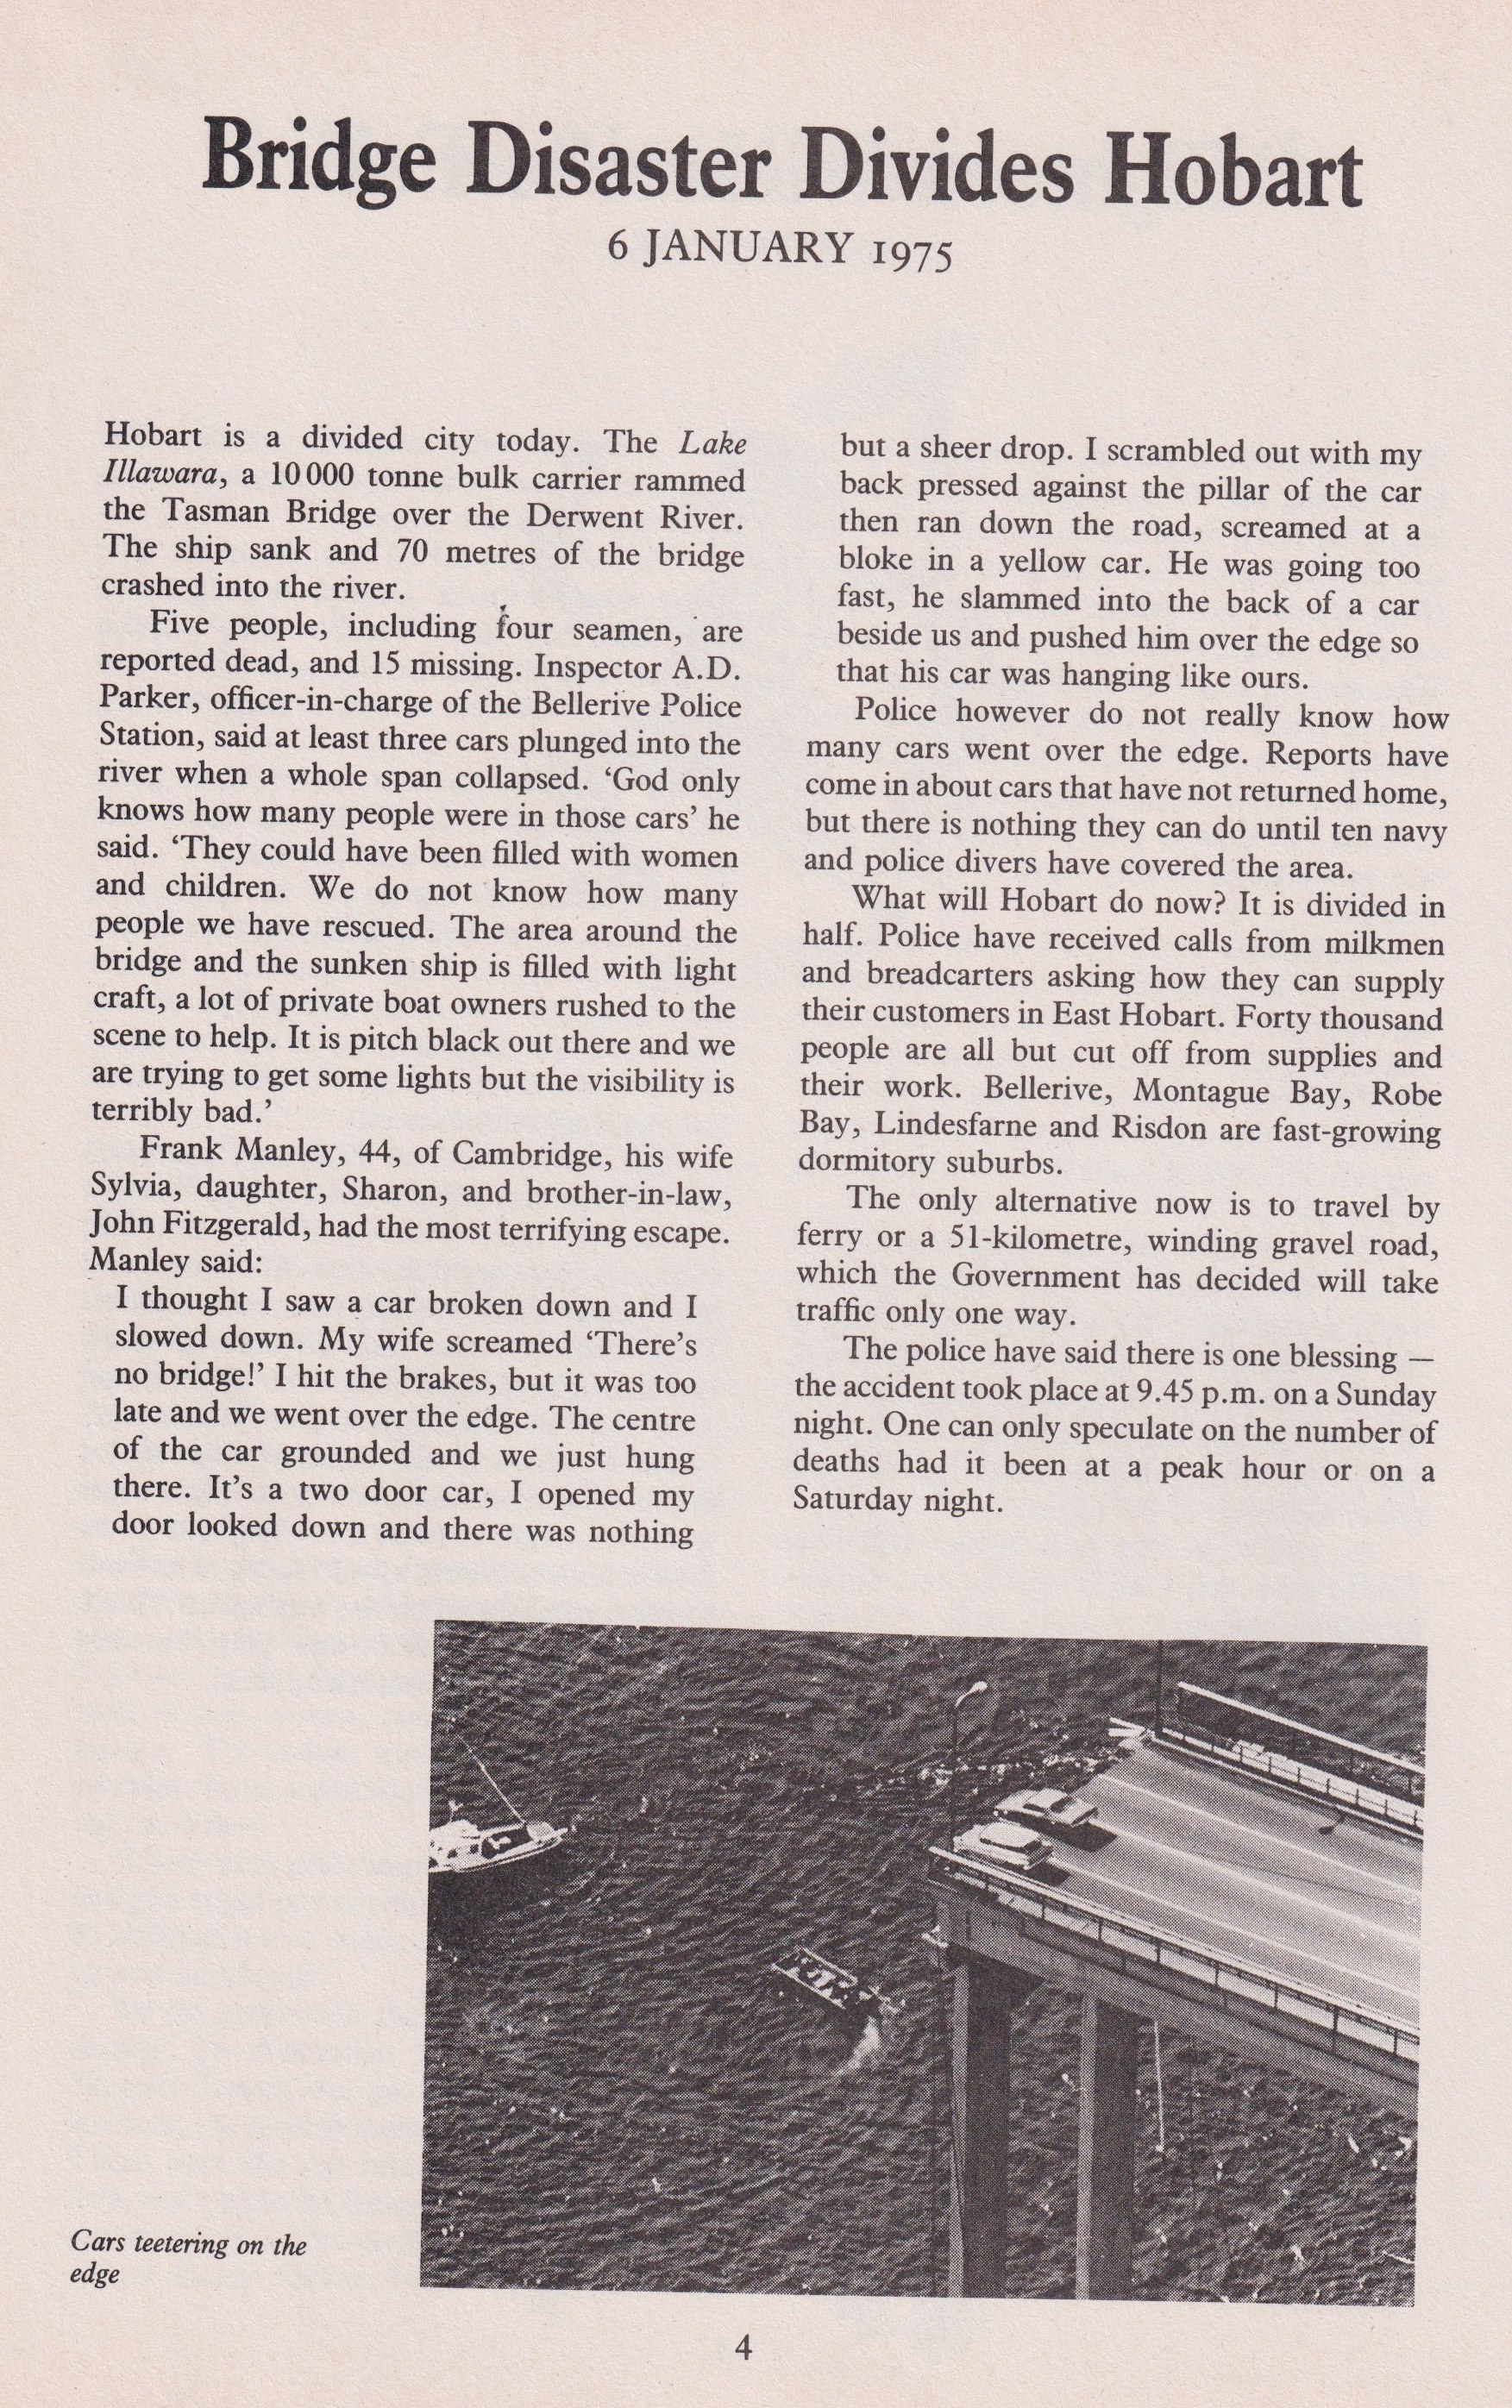 Bridge Disaster Divides Hobart
6 JANUARY 1975
Hobart is a divided city today. The Lake
Illawara, a 10 000 tonne bulk carrier rammed
the Tasman Bridge over the Derwent River.
The ship sank and 70 metres of the bridge
crashed into the river.
Five people, including four seamen, are
reported dead, and 15 missing. Inspector A.D.
Parker, officer-in-charge of the Bellerive Police
Station, said at least three cars plunged into the
river when a whole span collapsed. ‘God only
knows how many people were in those cars’ he
said. ‘They could have been filled with women
and children. We do not know how many
people we have rescued. The area around the
bridge and the sunken ship is filled with light
craft, a lot of private boat owners rushed to the
scene to help. It is pitch black out there and we
are trying to get some lights but the visibility is
terribly bad.’
Frank Manley, 44, of Cambridge, his wife
Sylvia, daughter, Sharon, and brother-in-law,
John Fitzgerald, had the most terrifying escape.
Manley said:
I thought I saw a car broken down and I
slowed down. My wife screamed ‘There’s
no bridge!’ I hit the brakes, but it was too
late and we went over the edge. The centre
of the car grounded and we just hung
there. It’s a two door car, I opened my
door looked down and there was nothing
but a sheer drop. I scrambled out with my
back pressed against the pillar of the car
then ran down the road, screamed at a
bloke in a yellow car. He was going too
fast, he slammed into the back of a car
beside us and pushed him over the edge so
that his car was hanging like ours.
Police however do not really know how
many cars went over the edge. Reports have
come in about cars that have not returned home,
but there is nothing they can do until ten navy
and police divers have covered the area.
What will Hobart do now? It is divided in
half. Police have received calls from milkmen
and breadcarters asking how they can supply
their customers in East Hobart. Forty thousand
people are all but cut off from supplies and
their work. Bellerive, Montague Bay, Robe
Bay, Lindesfarne and Risdon are fast-growing
dormitory suburbs.
The only alternative now is to travel by
ferry or a 51-kilometre, winding gravel road,
which the Government has decided will take
traffic only one way.
The police have said there is one blessing —
the accident took place at 9.45 p.m. on a Sunday
night. One can only speculate on the number of
deaths had it been at a peak hour or on a
Saturday night.
Cars teetering on the
edge
4